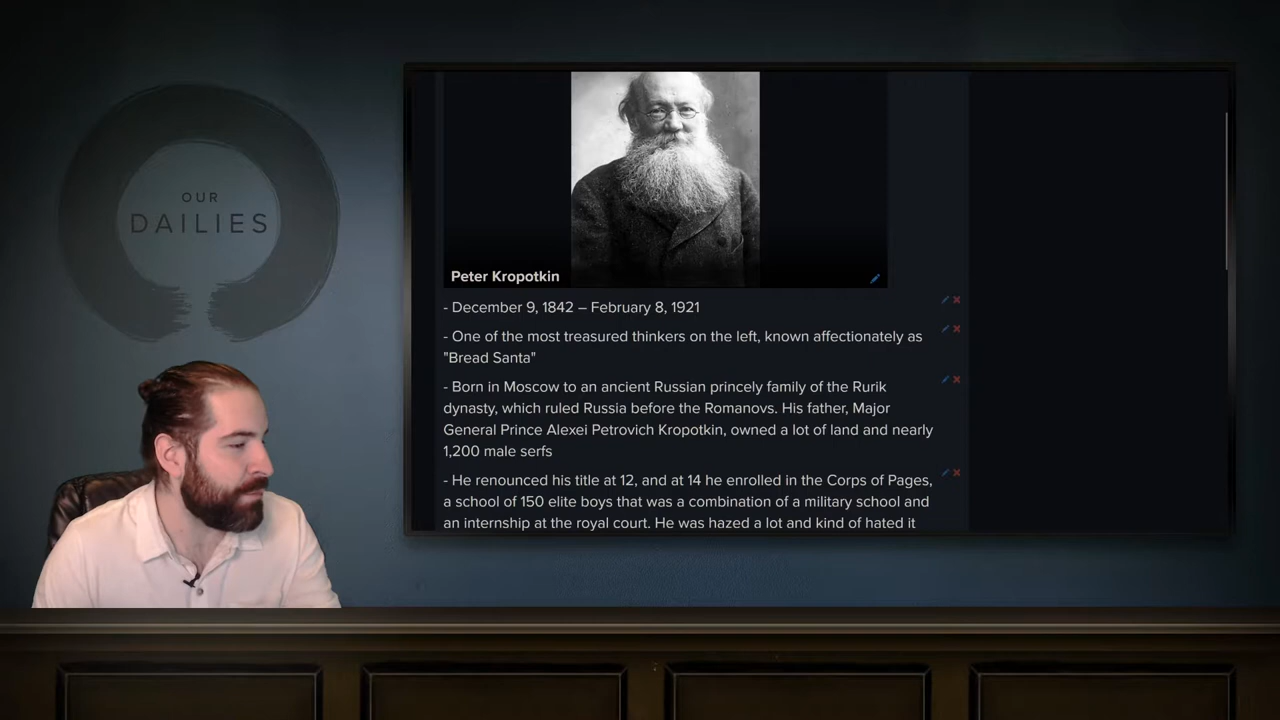 OUR
DAILIES
Peter Kropotkin
- December 9, 1842 – February 8, 1921
- One of the most treasured thinkers on the left, known affectionately as
"Bread Santa"
- Born in Moscow to an ancient Russian princely family of the Rurik
dynasty, which ruled Russia before the Romanovs. His father, Major
General Prince Alexei Petrovich Kropotkin, owned a lot of land and nearly
1,200 male serfs
- He renounced his title at 12, and at 14 he enrolled in the Corps of Pages,
a school of 150 elite boys that was a combination of a military school and
an internship at the royal court. He was hazed a lot and kind of hated it